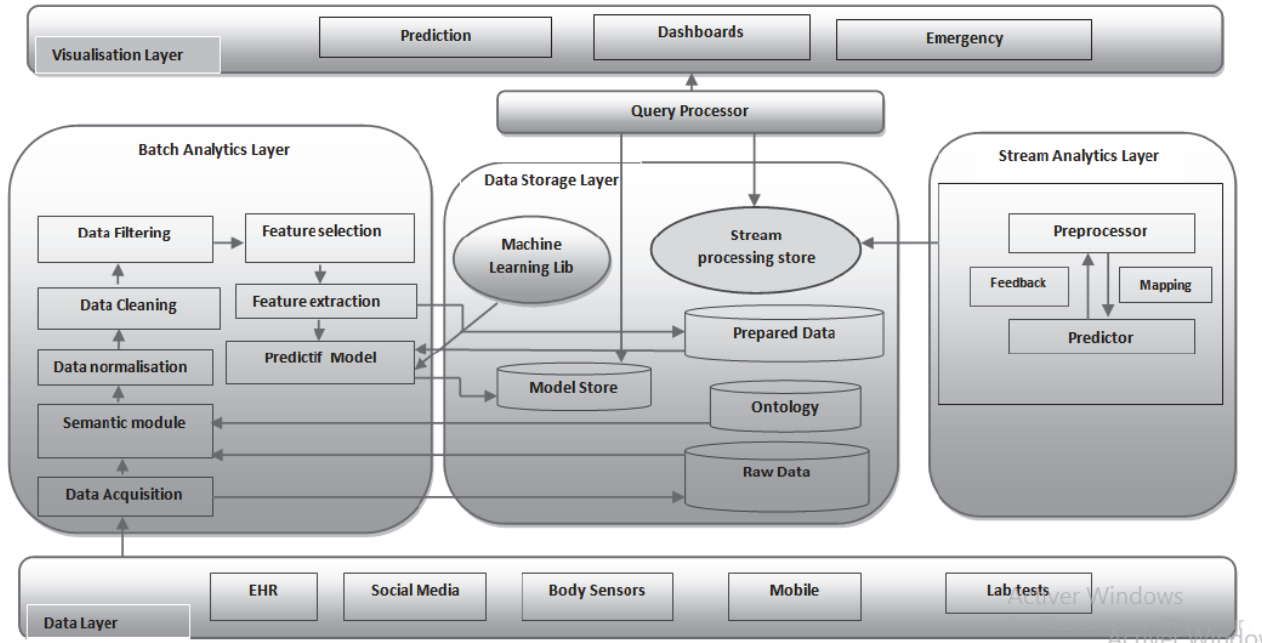 Prediction
Dashboards
Emergency
Visualisation Layer
Query Processor
Batch Analytics Layer
Data Storage Layer
Stream Analytics Layer
Data Filtering
Feature selection
Machine
Learning Lib
Stream
processing store
Preprocessor
Feedback
Mapping
Data Cleaning
Feature extraction
Prepared Data
Predictor
Data normalisation
Predictif Model
Model Store
Ontology
Semantic module
Raw Data
Data Acquisition
EHR
Social Media
Body Sensors
Mobile
Lab tests
Activer Windows
Data Layer